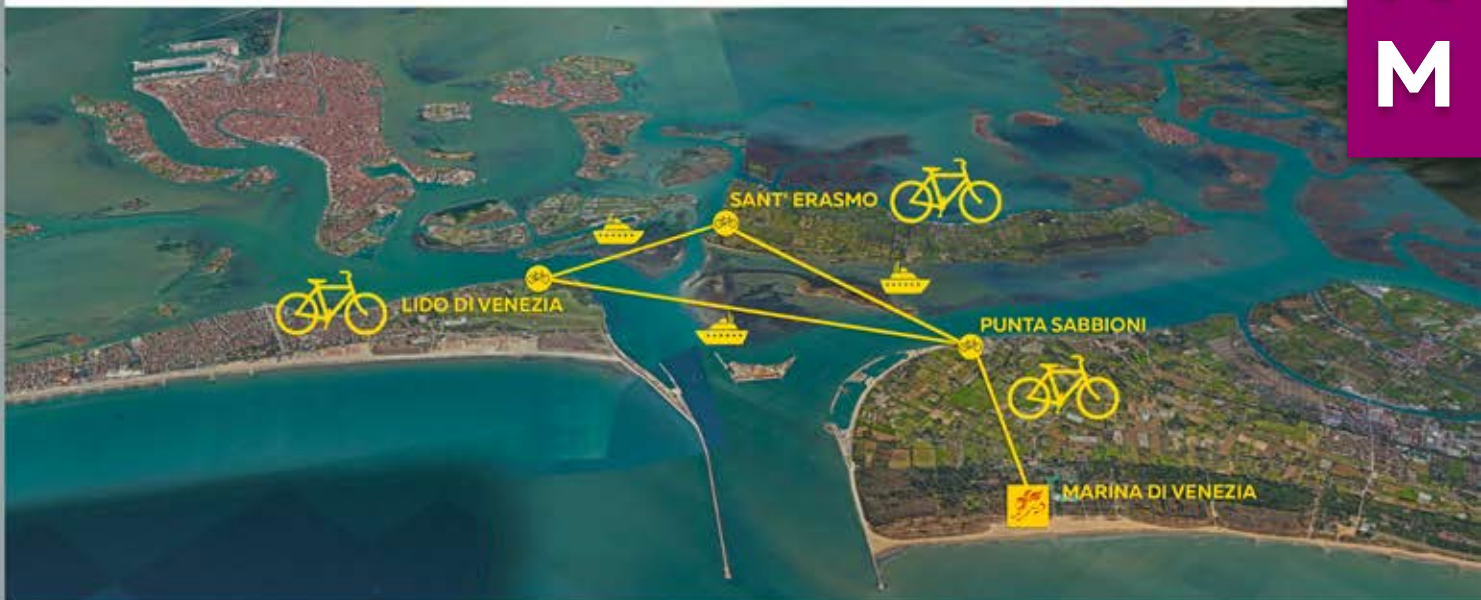 M
SANT' ERASMO
LIDO DI VENEZIA
PUNTA SABBIONI
MARINA DI VENEZIA